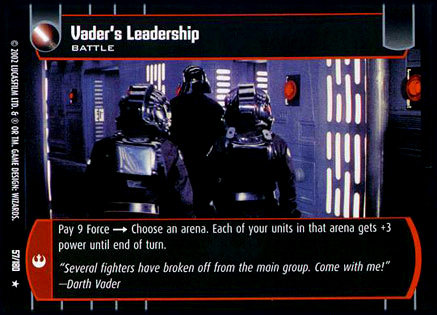 Vader's Leadership
BATTLE
Pay 9 Force → Choose an arena. Each of your units in that arena gets +3
power until end of turn.
"Several fighters have broken off from the main group. Come with me!"
—Darth Vader
© 2002 LUCASFILM LTD. & ® OR TM. GAME DESIGN: WIZARDS.
57/180 ★